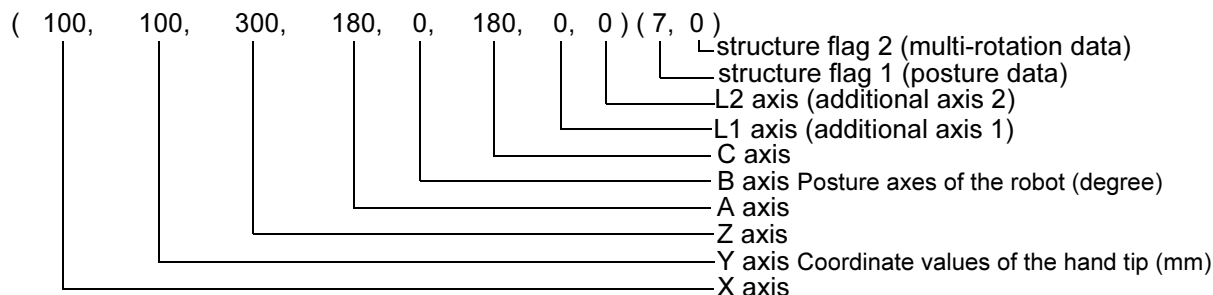 ( 100, 100, 300, 180, 0, 180, 0, 0 ) ( 7, 0 )
structure flag 2 (multi-rotation data)
structure flag 1 (posture data)
L2 axis (additional axis 2)
L1 axis (additional axis 1)
C axis
B axis Posture axes of the robot (degree)
A axis
Z axis
Y axis Coordinate values of the hand tip (mm)
X axis